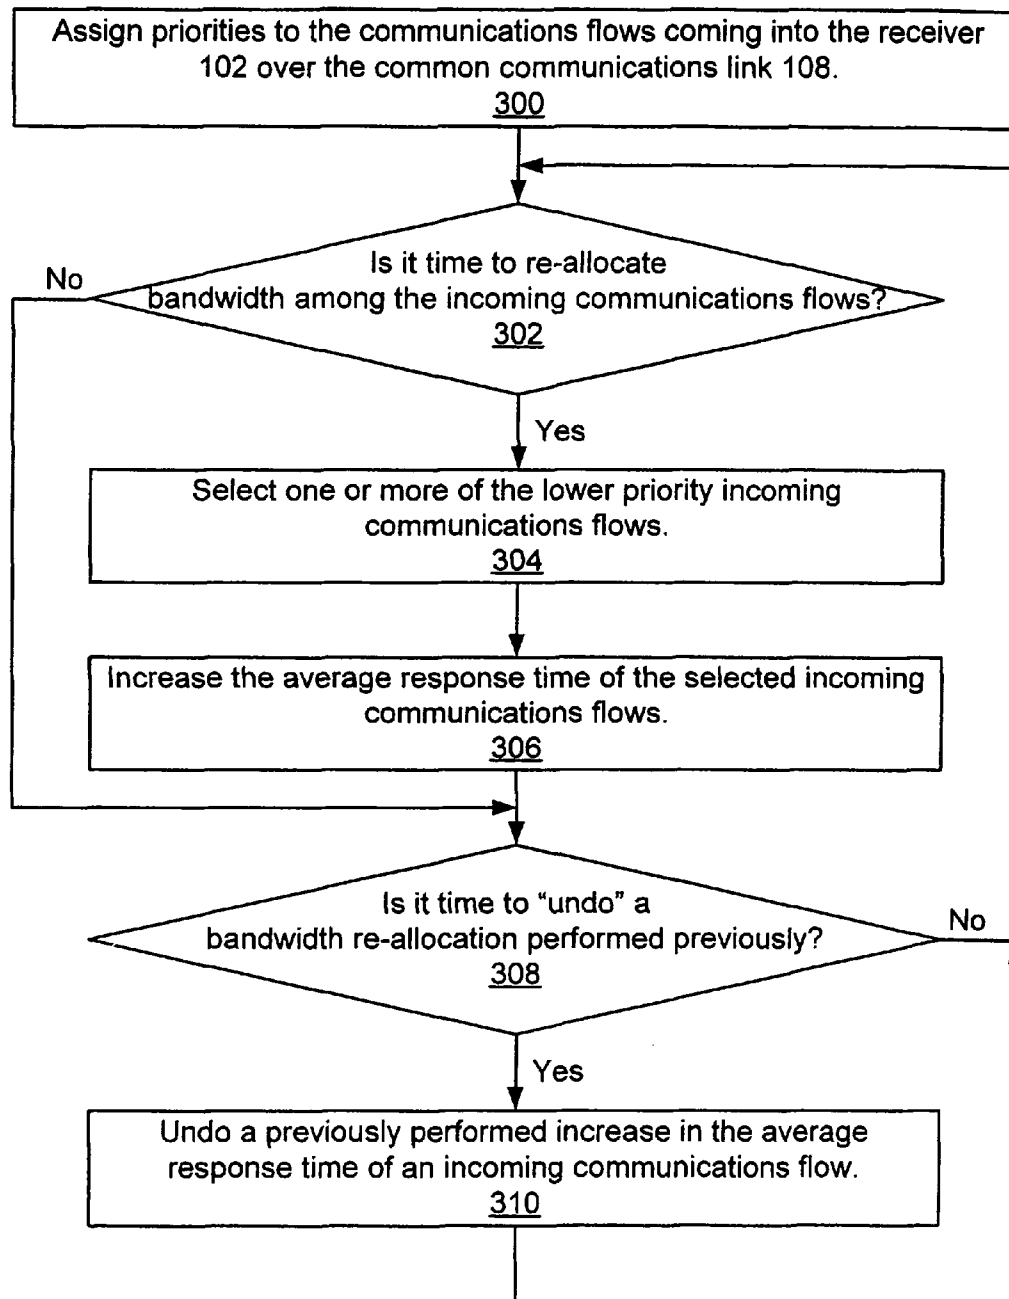 Assign priorities to the communications flows coming into the receiver
102 over the common communications link 108.
300
Is it time to re-allocate
bandwidth among the incoming communications flows?
302
No
Yes
Select one or more of the lower priority incoming
communications flows.
304
Increase the average response time of the selected incoming
communications flows.
306
Is it time to “undo” a
bandwidth re-allocation performed previously?
308
No
Yes
Undo a previously performed increase in the average
response time of an incoming communications flow.
310